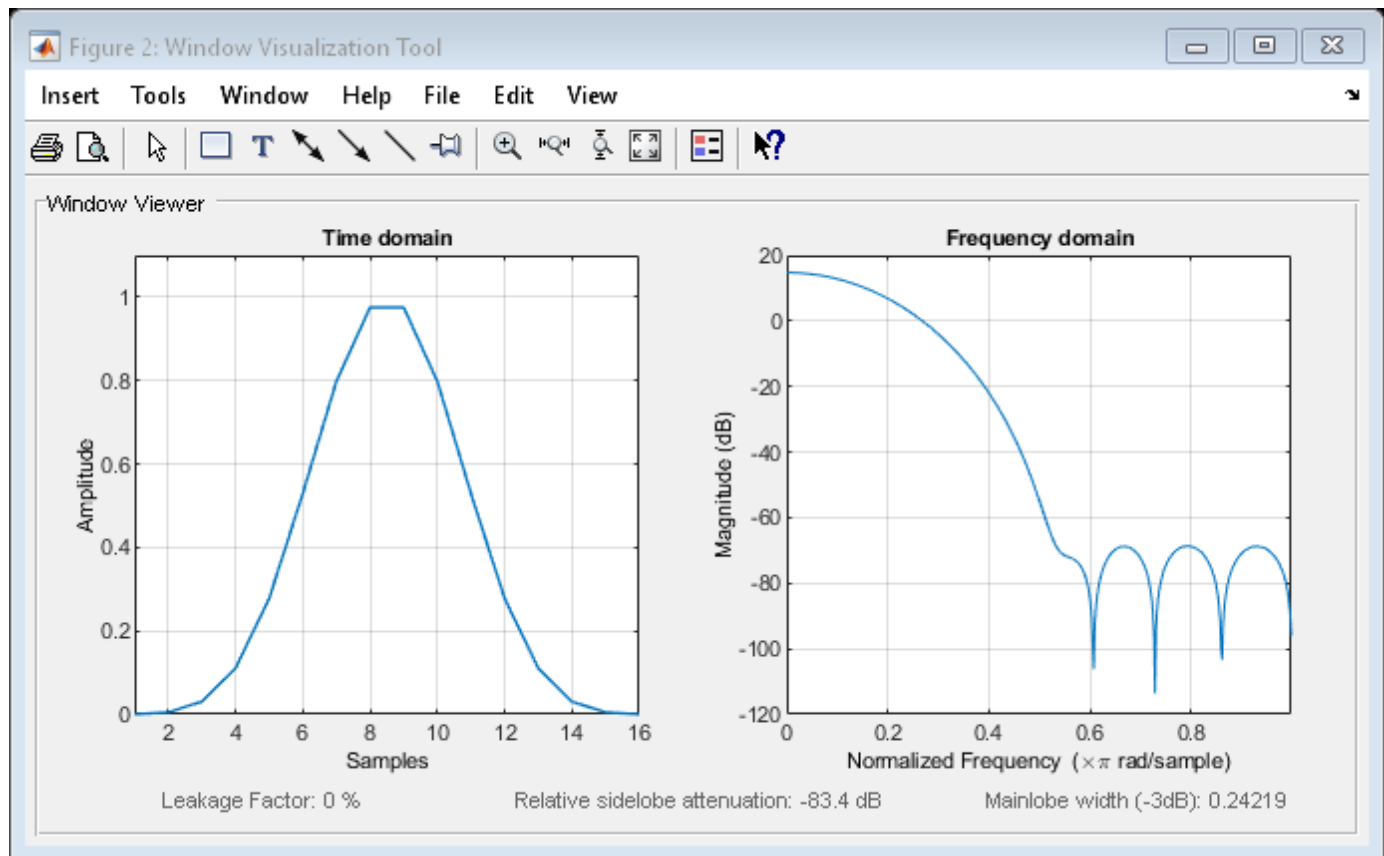 Figure 2: Window Visualization Tool
Insert Tools Window Help File Edit View
T ?
Window Viewer
Time domain
1
0.8
0.6
0.4
0.2
0
Amplitude
2 4 6 8 10 12 14 16
Samples
Frequency domain
20
0
-20
-40
-60
-80
-100
-120
Magnitude (dB)
0 0.2 0.4 0.6 0.8
Normalized Frequency (×π rad/sample)
Leakage Factor: 0 % Relative sidelobe attenuation: -83.4 dB Mainlobe width (-3dB): 0.24219